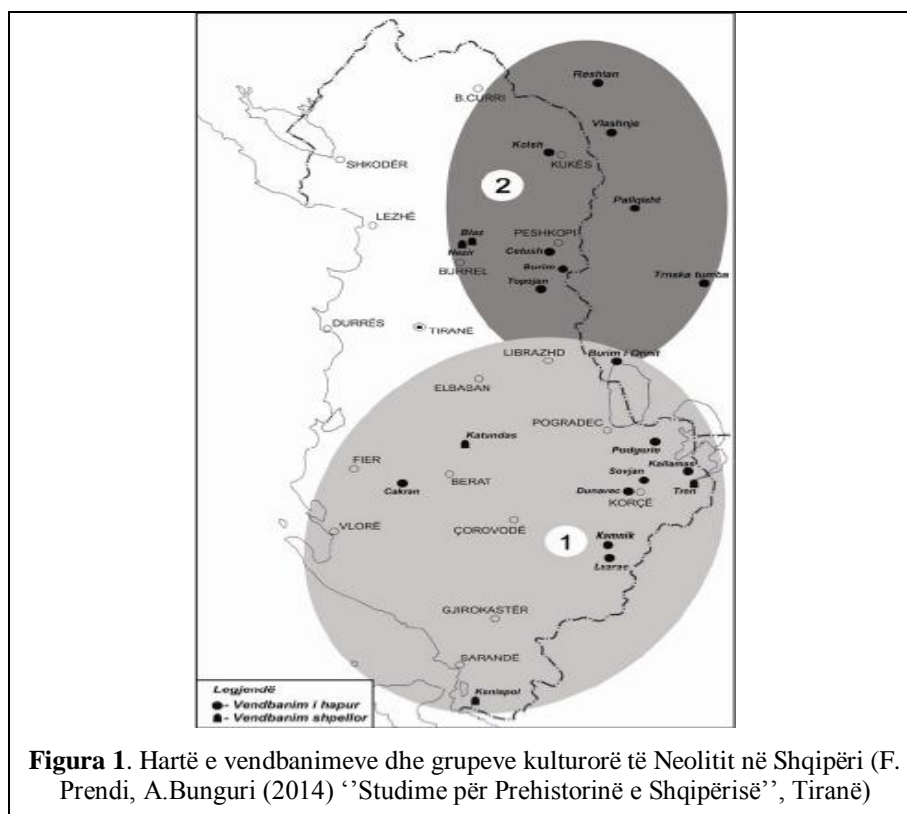 Reshtan
B.CURRI
Vlashnje
Kolsh
KUKËS
SHKODËR
2
Pallqisht
LEZHË
PESHKOPI
Blaz
Nezir
Cetush
BURREL
Burim
Topojan
Trnska tumba
DURRËS
TIRANË
LIBRAZHD
Burim i Drinit
ELBASAN
POGRADEC
Katundas
Podgorie
FIER
Kallamas
Sovjan
BERAT
Cakran
Dunavec
Tren
KORÇË
VLORË
ÇOROVODË
1
Kamnik
GJIROKASTËR
SARANDË
Konispol
Legjendë
- Vendbanim i hapur
- Vendbanim shpellor
Figura 1. Hartë e vendbanimeve dhe grupeve kulturorë të Neolitit në Shqipëri (F.
Prendi, A.Bunguri (2014) ‘’Studime për Prehistorinë e Shqipërisë’’, Tiranë)